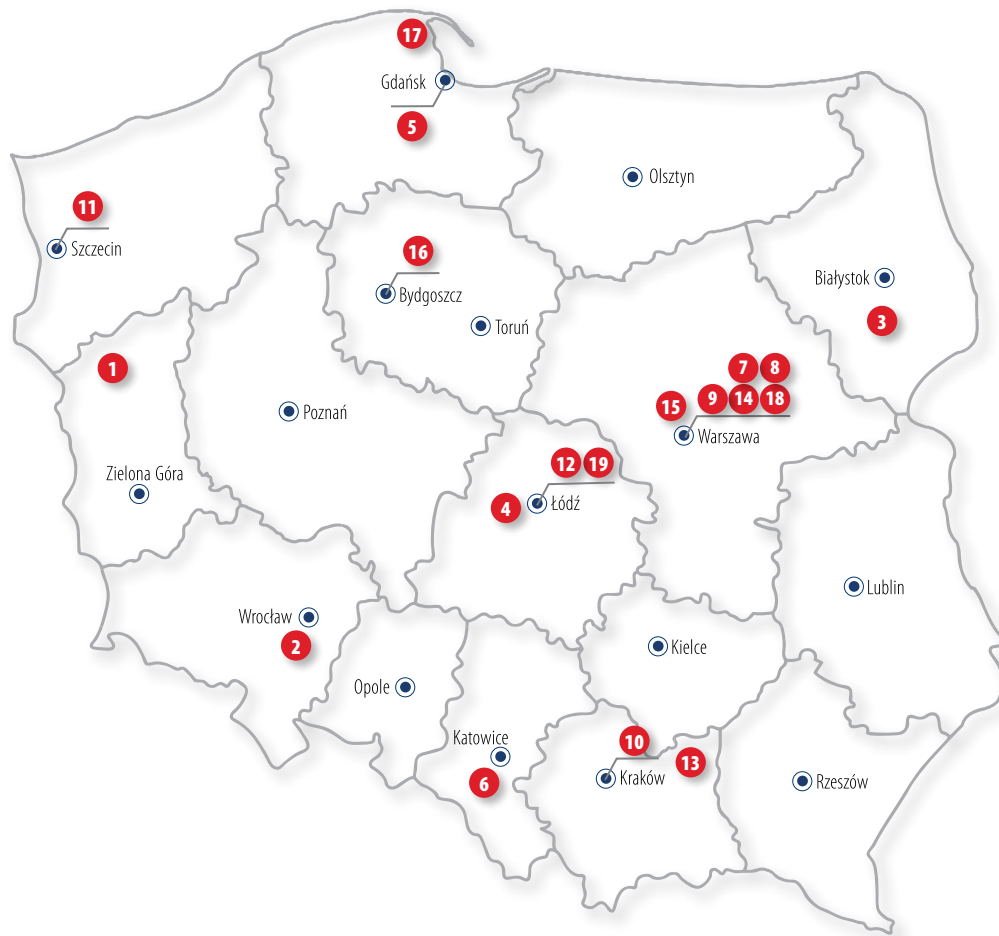 17
Gdańsk
5
Olsztyn
11
Szczecin
16
Bydgoszcz
Białystok
Toruń
3
1
7 8
9 14 18
15
Warszawa
Poznań
12 19
Zielona Góra
4
Łódź
Lublin
Wrocław
2
Kielce
Opole
Katowice
10
13
6
Kraków
Rzeszów